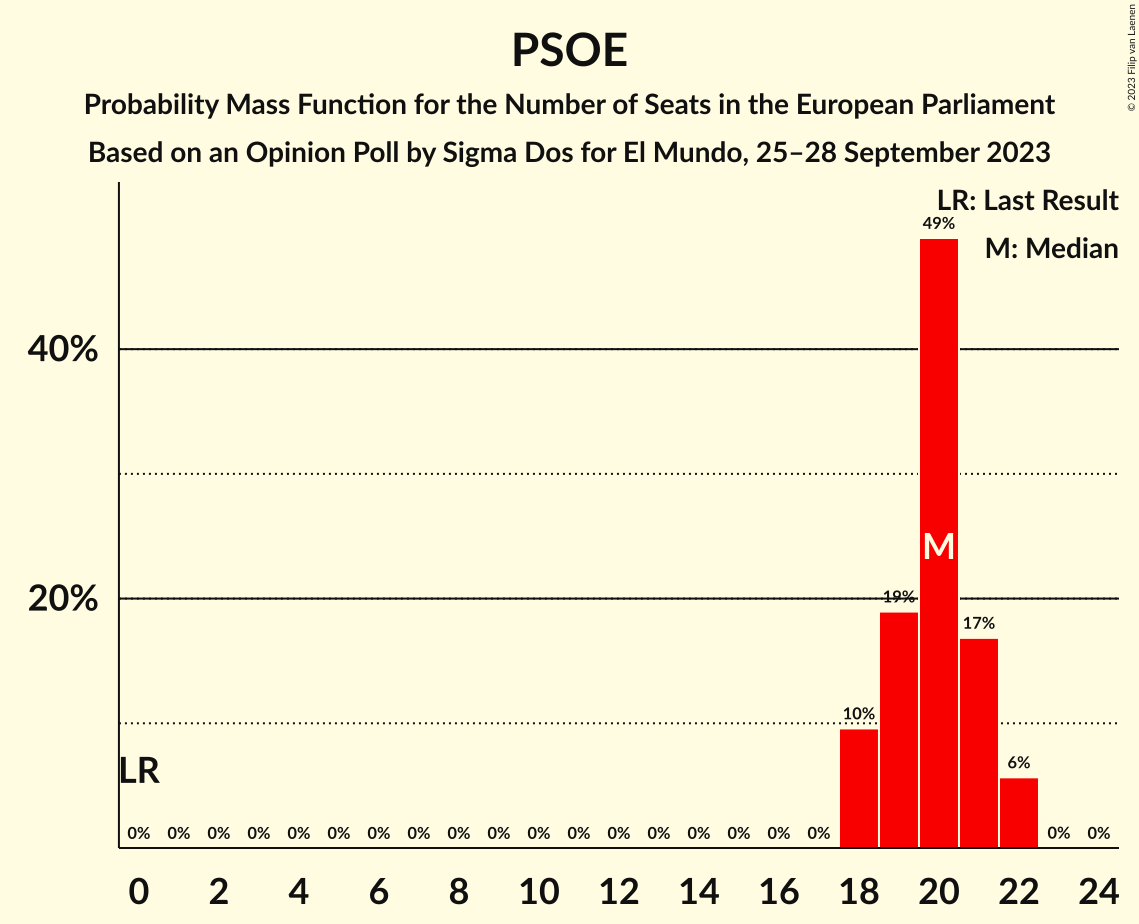 PSOE
Probability Mass Function for the Number of Seats in the European Parliament
Based on an Opinion Poll by Sigma Dos for El Mundo, 25–28 September 2023
© 2023 Filip van Laenen
LR: Last Result
M: Median
49%
40%
M
20%
19%
17%
10%
LR
6%
0% 0% 0% 0% 0% 0% 0% 0% 0% 0% 0% 0% 0% 0% 0% 0% 0% 0% 0% 0%
0 2 4 6 8 10 12 14 16 18 20 22 24